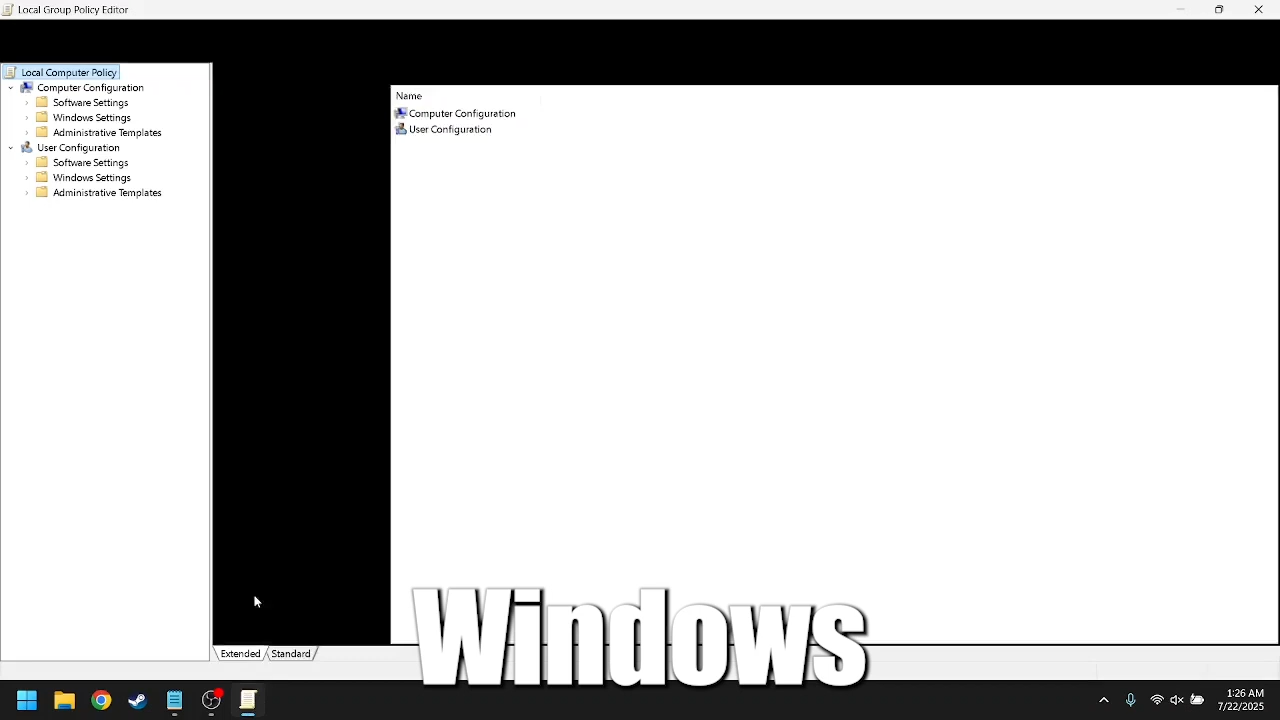 Local Group Policy Editor
Local Computer Policy
Computer Configuration
Software Settings
Windows Settings
Administrative Templates
User Configuration
Software Settings
Windows Settings
Administrative Templates
Name
Computer Configuration
User Configuration
Windows
Extended
Standard
1:26 AM
7/22/2025